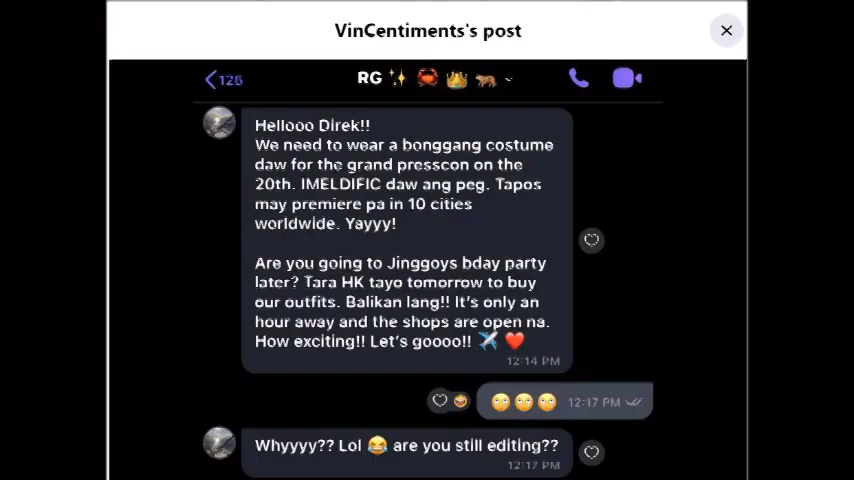 VinCentiments's post
126
RG ✨ 🦀 👑 🐅
Hellooo Direk!!
We need to wear a bonggang costume
daw for the grand presscon on the
20th. IMELDIFIC daw ang peg. Tapos
may premiere pa in 10 cities
worldwide. Yayyy!
Are you going to Jinggoys bday party
later? Tara HK tayo tomorrow to buy
our outfits. Balikan lang!! It's only an
hour away and the shops are open na.
How exciting!! Let's goooo!! ✈️ ❤️
12:14 PM
🙄 🙄 🙄 12:17 PM
Whyyyy?? Lol 😂 are you still editing??
12:17 PM